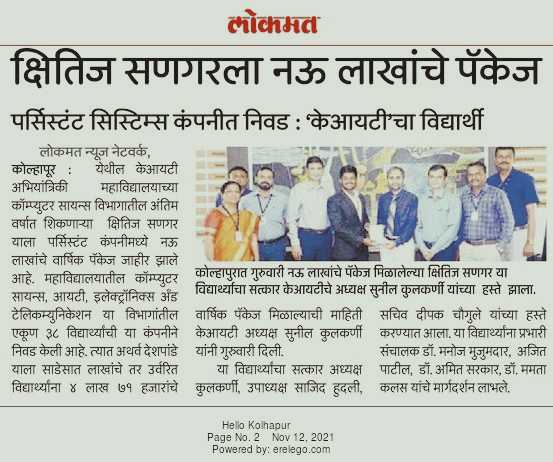 लोकमत
क्षितिज सणगरला नऊ लाखांचे पॅकेज
पर्सिस्टंट सिस्टिम्स कंपनीत निवड : ‘केआयटी’चा विद्यार्थी
लोकमत न्यूज नेटवर्क,
कोल्हापूर : येथील केआयटी
अभियांत्रिकी महाविद्यालयाच्या
कॉम्प्युटर सायन्स विभागातील अंतिम
वर्षात शिकणाऱ्या क्षितिज सणगर
याला पर्सिस्टंट कंपनीमध्ये नऊ
लाखांचे वार्षिक पॅकेज जाहीर झाले
आहे. महाविद्यालयातील कॉम्प्युटर
सायन्स, आयटी, इलेक्ट्रॉनिक्स अँड
टेलिकम्युनिकेशन या विभागांतील
एकूण ३८ विद्यार्थ्यांची या कंपनीने
निवड केली आहे. त्यात अथर्व देशपांडे
याला साडेसात लाखांचे तर उर्वरित
विद्यार्थ्यांना ४ लाख ७१ हजारांचे
कोल्हापुरात गुरुवारी नऊ लाखांचे पॅकेज मिळालेल्या क्षितिज सणगर या
विद्यार्थ्याचा सत्कार केआयटीचे अध्यक्ष सुनील कुलकर्णी यांच्या हस्ते झाला.
वार्षिक पॅकेज मिळाल्याची माहिती
केआयटी अध्यक्ष सुनील कुलकर्णी
यांनी गुरुवारी दिली.
या विद्यार्थ्यांचा सत्कार अध्यक्ष
कुलकर्णी, उपाध्यक्ष साजिद हुदली,
सचिव दीपक चौगुले यांच्या हस्ते
करण्यात आला. या विद्यार्थ्यांना प्रभारी
संचालक डॉ. मनोज मुजुमदार, अजित
पाटील, डॉ. अमित सरकार, डॉ. ममता
कलस यांचे मार्गदर्शन लाभले.
Hello Kolhapur
Page No. 2 Nov 12, 2021
Powered by: erelego.com